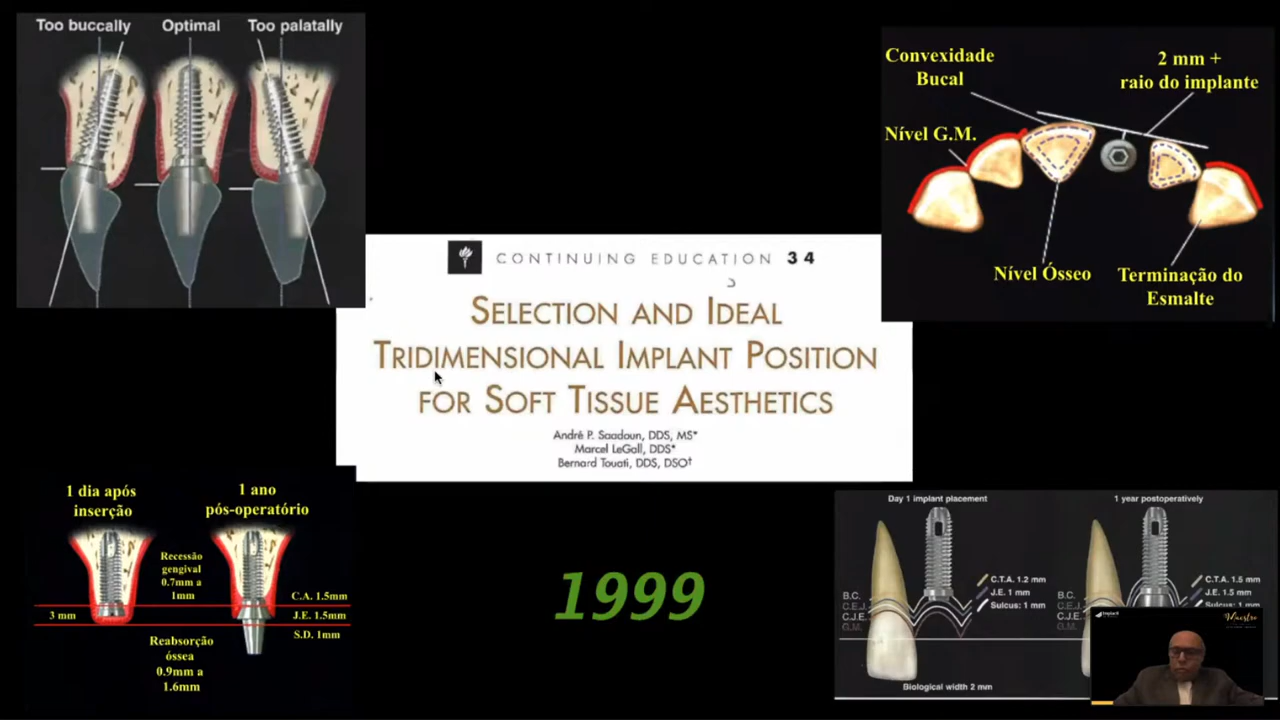 Too buccally
Optimal
Too palatally
Convexidade
Bucal
2 mm +
raio do implante
Nível G.M.
Nível Ósseo
Terminação do
Esmalte
CONTINUING EDUCATION 34
SELECTION AND IDEAL
TRIDIMENSIONAL IMPLANT POSITION
FOR SOFT TISSUE AESTHETICS
André P. Saadoun, DDS, MS*
Marcel LeGall, DDS*
Bernard Touati, DDS, DSO†
1 dia após
inserção
1 ano
pós-operatório
Recessão
gengival
0.7mm a
1mm
3 mm
C.A. 1.5mm
J.E. 1.5mm
S.D. 1mm
Reabsorção
óssea
0.9mm a
1.6mm
1999
Day 1 implant placement
1 year postoperatively
C.T.A. 1.2 mm
J.E. 1 mm
Sulcus: 1 mm
B.C.
C.E.J.
C.J.E.
G.M.
Biological width 2 mm
C.T.A. 1.5 mm
J.E. 1.5 mm
Sulcus: 1 mm
B.C.
Maestro